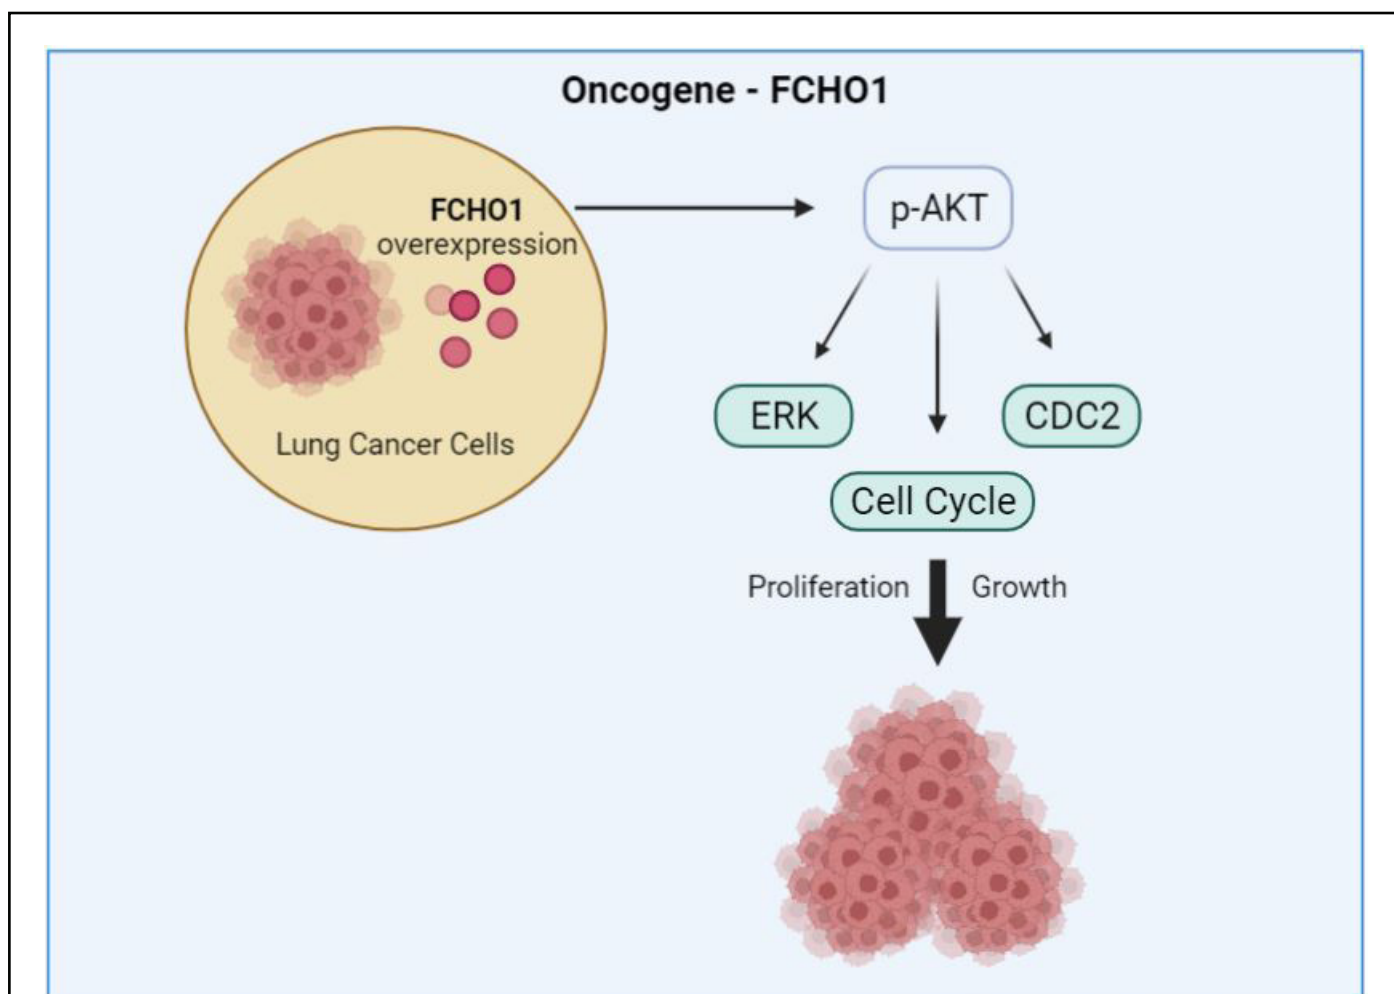 Oncogene - FCHO1
FCHO1
overexpression
Lung Cancer Cells
p-AKT
ERK
CDC2
Cell Cycle
Proliferation
Growth